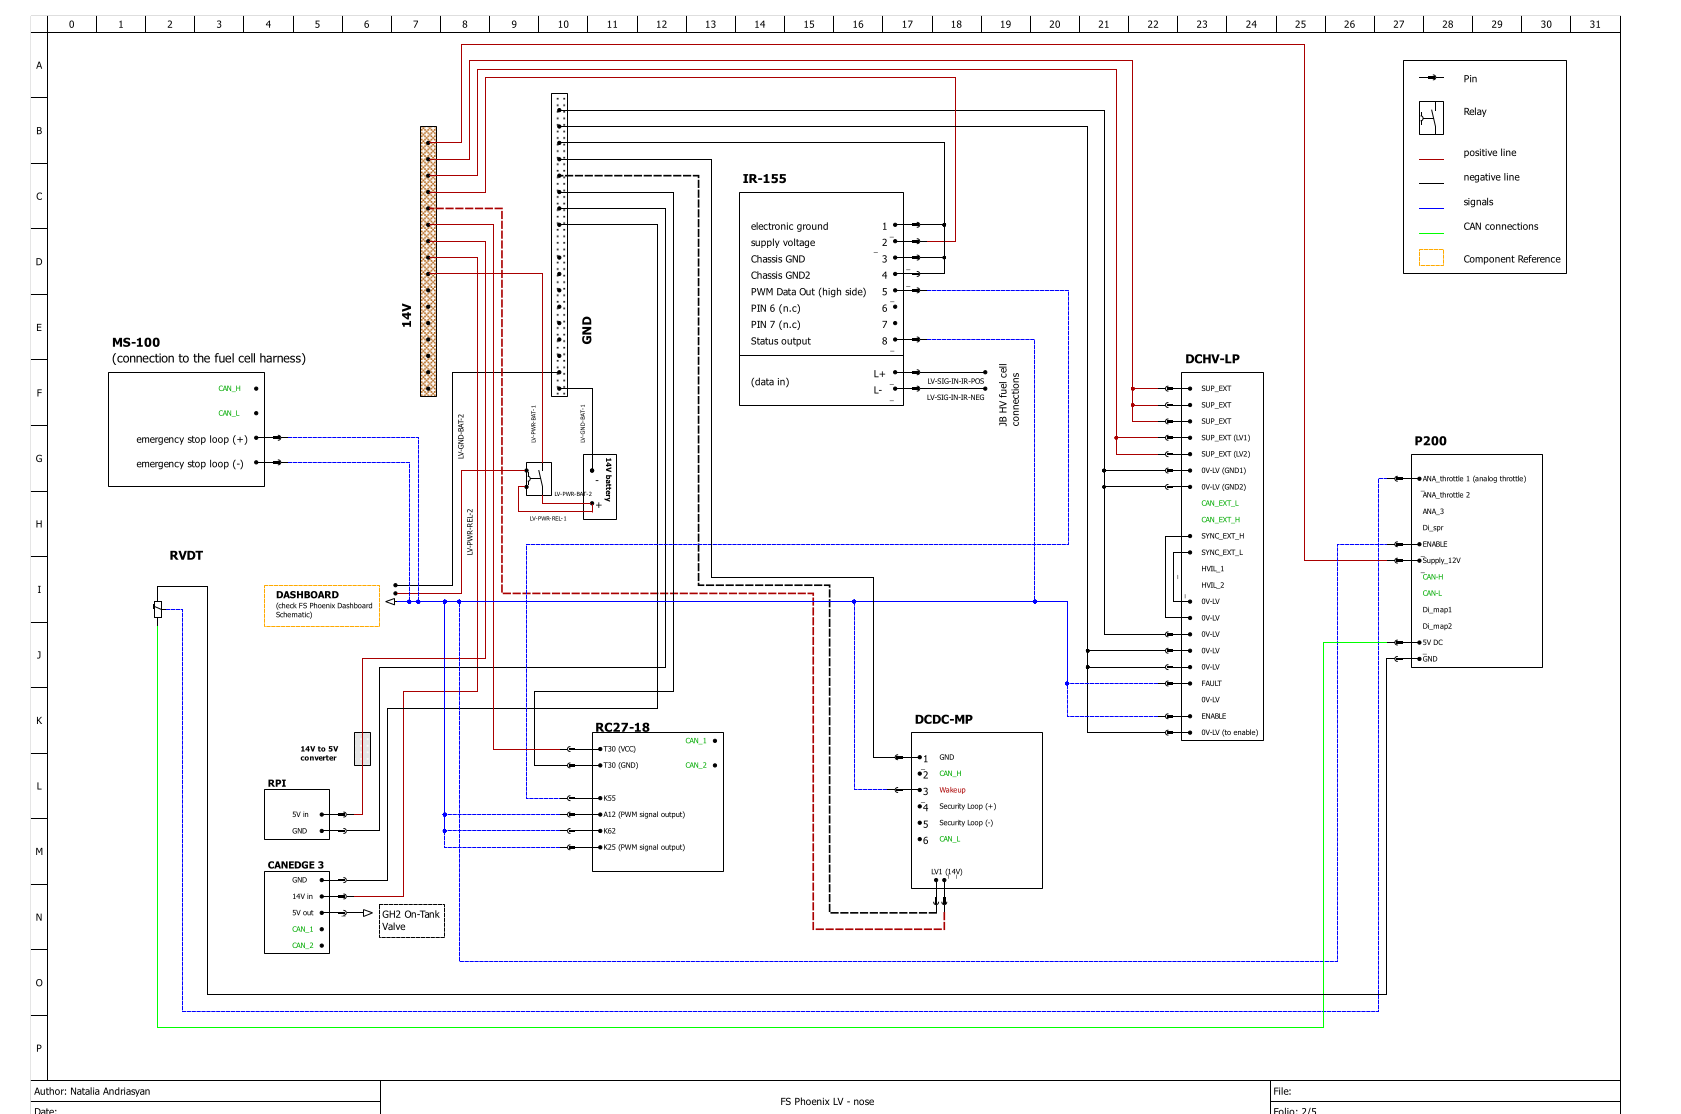 0 1 2 3 4 5 6 7 8 9 10 11 12 13 14 15 16 17 18 19 20 21 22 23 24 25 26 27 28 29 30 31
A
B
C
D
E
F
G
H
I
J
K
L
M
N
O
P
Pin
Relay
positive line
negative line
signals
CAN connections
Component Reference
14V
GND
IR-155
electronic ground 1
supply voltage 2
Chassis GND 3
Chassis GND2 4
PWM Data Out (high side) 5
PIN 6 (n.c) 6
PIN 7 (n.c) 7
Status output 8
(data in)
L+
L-
LV-SIG-IN-IR-POS
LV-SIG-IN-IR-NEG
JB HV fuel cell
connections
MS-100
(connection to the fuel cell harness)
CAN_H
CAN_L
emergency stop loop (+)
emergency stop loop (-)
LV-GND-BAT-2
LV-PWR-BAT-1
LV-GND-BAT-1
LV-PWR-REL-2
LV-PWR-BAT-2
LV-PWR-REL-1
14V battery
-
+
DCHV-LP
SUP_EXT
SUP_EXT
SUP_EXT
SUP_EXT (LV1)
SUP_EXT (LV2)
0V-LV (GND1)
0V-LV (GND2)
CAN_EXT_L
CAN_EXT_H
SYNC_EXT_H
SYNC_EXT_L
HVIL_1
HVIL_2
0V-LV
0V-LV
0V-LV
0V-LV
0V-LV
FAULT
0V-LV
ENABLE
0V-LV (to enable)
P200
ANA_throttle 1 (analog throttle)
ANA_throttle 2
ANA_3
Di_spr
ENABLE
Supply_12V
CAN-H
CAN-L
Di_map1
Di_map2
5V DC
GND
RVDT
DASHBOARD
(check FS Phoenix Dashboard
Schematic)
14V to 5V
converter
RPI
5V in
GND
CANEDGE 3
GND
14V in
5V out
CAN_1
CAN_2
GH2 On-Tank
Valve
RC27-18
T30 (VCC)
T30 (GND)
K55
A12 (PWM signal output)
K62
K25 (PWM signal output)
CAN_1
CAN_2
DCDC-MP
1 GND
2 CAN_H
3 Wakeup
4 Security Loop (+)
5 Security Loop (-)
6 CAN_L
LV1 (14V)
Author: Natalia Andriasyan
Date:
FS Phoenix LV - nose
File:
Folio: 2/5